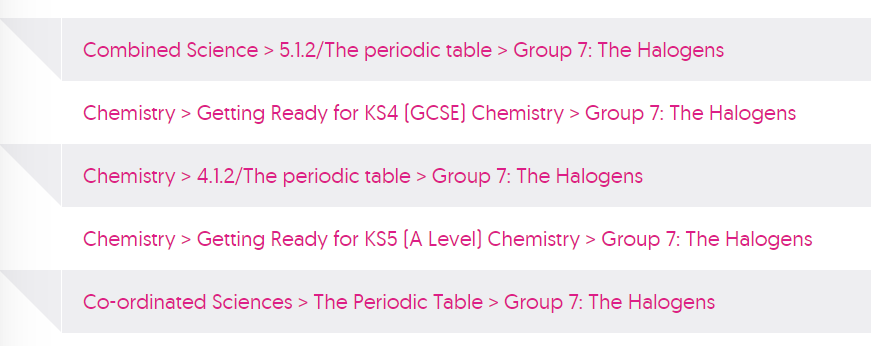 Combined Science > 5.1.2/The periodic table > Group 7: The Halogens
Chemistry > Getting Ready for KS4 (GCSE) Chemistry > Group 7: The Halogens
Chemistry > 4.1.2/The periodic table > Group 7: The Halogens
Chemistry > Getting Ready for KS5 (A Level) Chemistry > Group 7: The Halogens
Co-ordinated Sciences > The Periodic Table > Group 7: The Halogens